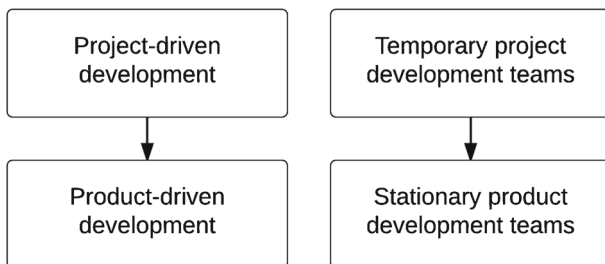 Project-driven
development
Temporary project
development teams
Product-driven
development
Stationary product
development teams